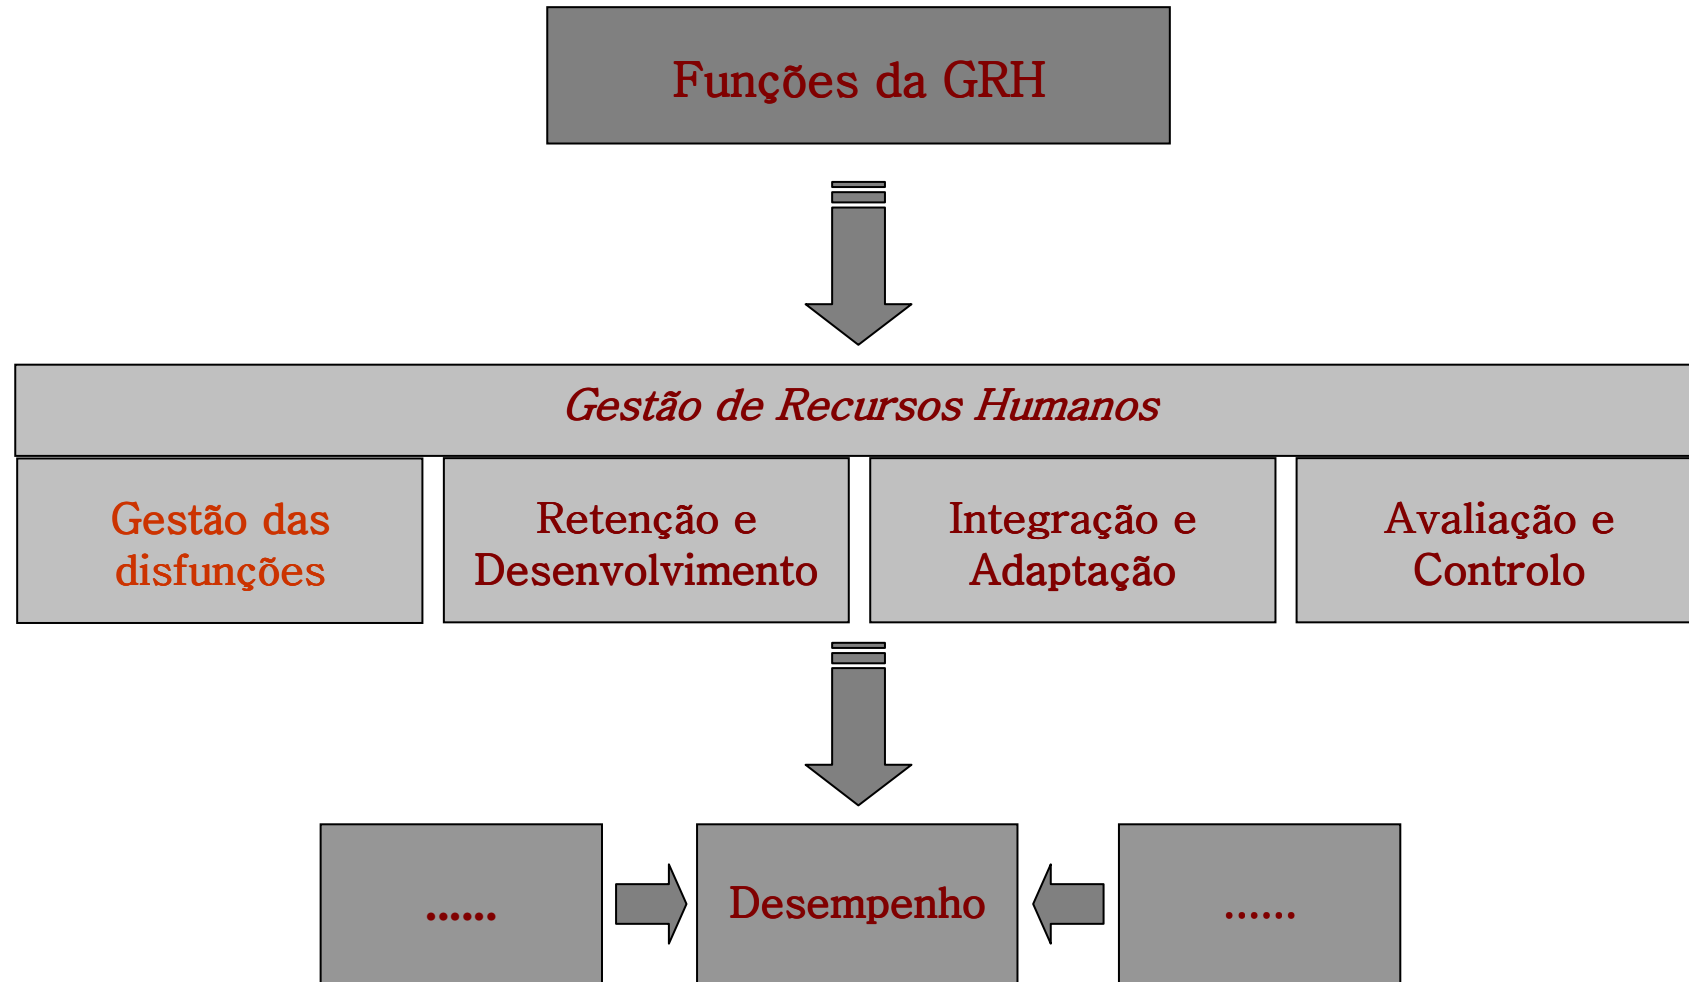 Funções da GRH
Gestão de Recursos Humanos
Gestão das
disfunções
Retenção e
Desenvolvimento
Integração e
Adaptação
Avaliação e
Controlo
......
Desempenho
......